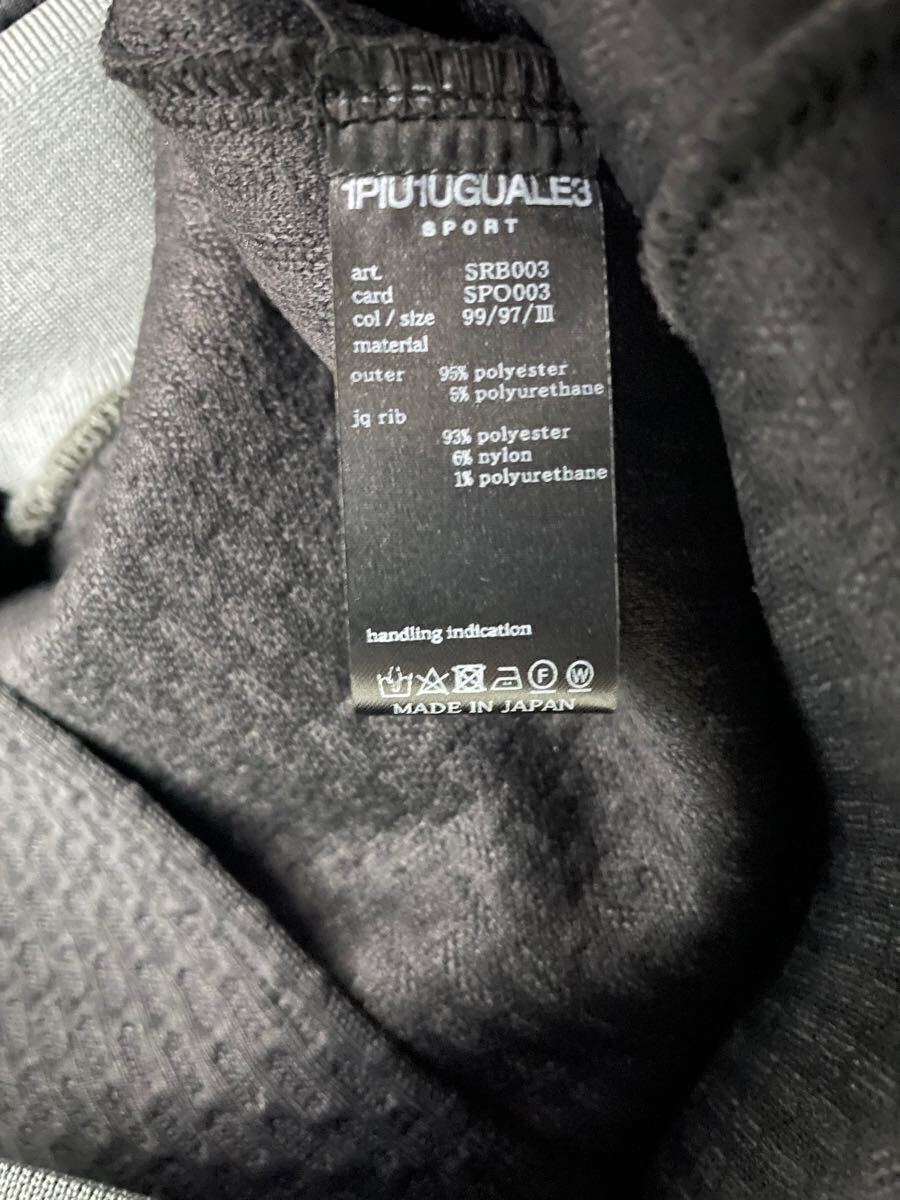 1PIU1UGUALE3
SPORT
art. SRB003
card SPO003
col / size 99/97/III
material
outer 95% polyester
5% polyurethane
jq rib
93% polyester
6% nylon
1% polyurethane
handling indication
F W
MADE IN JAPAN